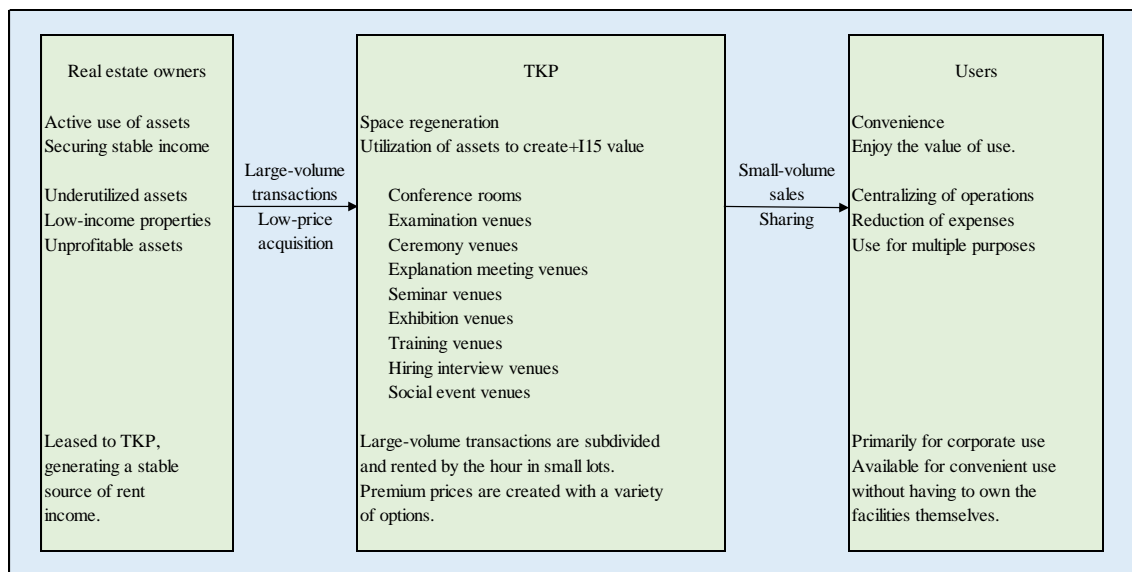 Real estate owners
Active use of assets
Securing stable income
Underutilized assets
Low-income properties
Unprofitable assets
Leased to TKP,
generating a stable
source of rent
income.
Large-volume
transactions
Low-price
acquisition
TKP
Space regeneration
Utilization of assets to create+I15 value
Conference rooms
Examination venues
Ceremony venues
Explanation meeting venues
Seminar venues
Exhibition venues
Training venues
Hiring interview venues
Social event venues
Large-volume transactions are subdivided
and rented by the hour in small lots.
Premium prices are created with a variety
of options.
Small-volume
sales
Sharing
Users
Convenience
Enjoy the value of use.
Centralizing of operations
Reduction of expenses
Use for multiple purposes
Primarily for corporate use
Available for convenient use
without having to own the
facilities themselves.